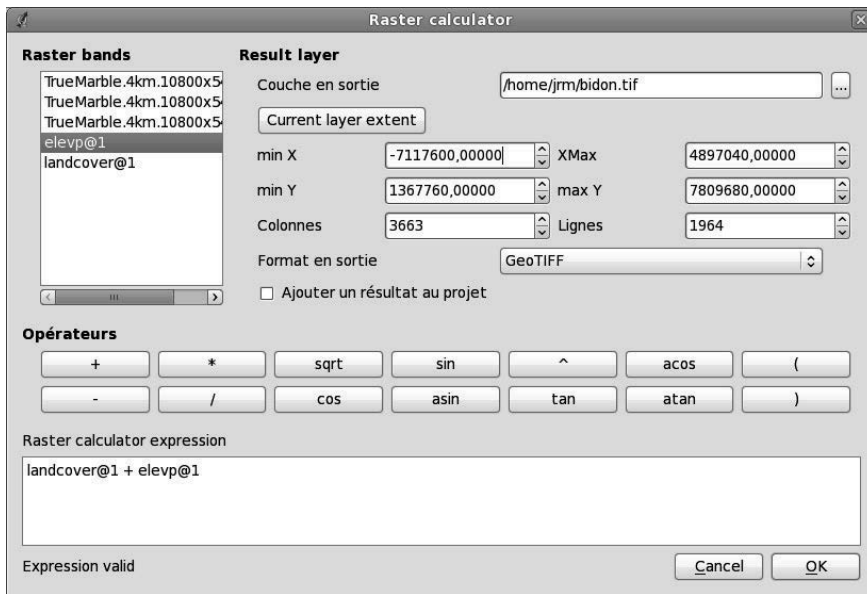 Raster calculator
Raster bands
TrueMarble.4km.10800x54
TrueMarble.4km.10800x54
TrueMarble.4km.10800x54
elevp@1
landcover@1
Result layer
Couche en sortie /home/jrm/bidon.tif ...
Current layer extent
min X -7117600,00000 XMax 4897040,00000
min Y 1367760,00000 max Y 7809680,00000
Colonnes 3663 Lignes 1964
Format en sortie GeoTIFF
Ajouter un résultat au projet
Opérateurs
+ * sqrt sin ^ acos (
- / cos asin tan atan )
Raster calculator expression
landcover@1 + elevp@1
Expression valid Cancel OK